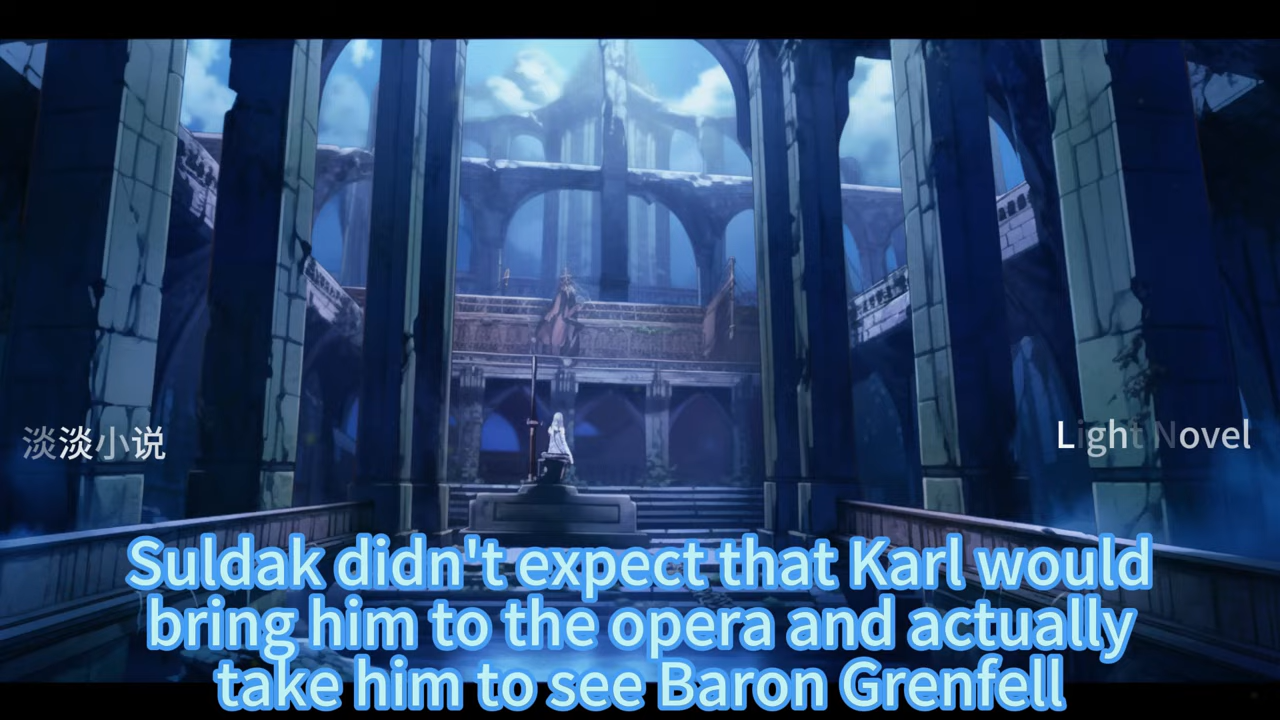 淡淡小说
Light Novel
Suldak didn't expect that Karl would
bring him to the opera and actually
take him to see Baron Grenfell